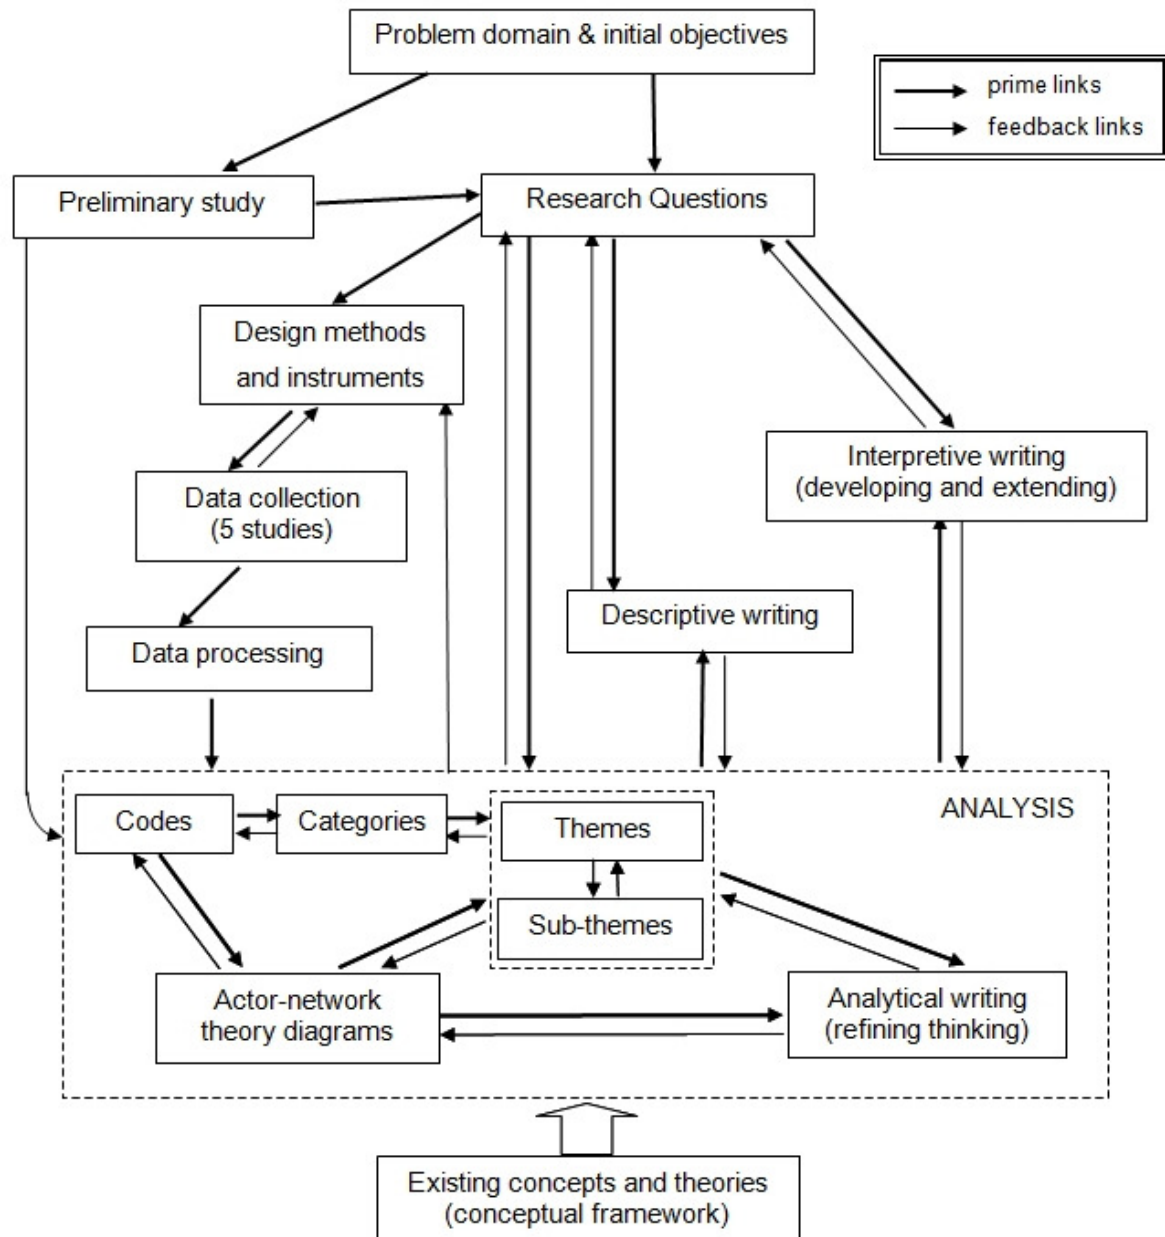 Problem domain & initial objectives
prime links
feedback links
Preliminary study
Research Questions
Design methods
and instruments
Interpretive writing
(developing and extending)
Data collection
(5 studies)
Descriptive writing
Data processing
ANALYSIS
Codes
Categories
Themes
Sub-themes
Actor-network
theory diagrams
Analytical writing
(refining thinking)
Existing concepts and theories
(conceptual framework)